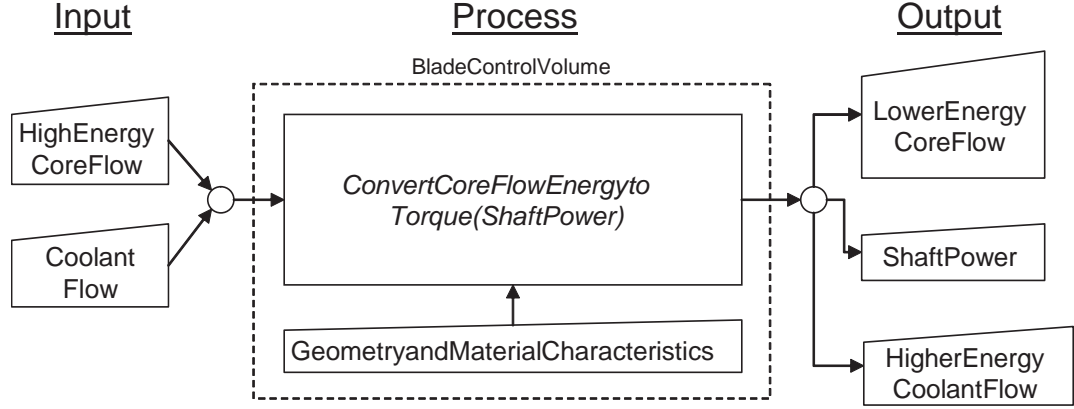 Input
Process
Output
BladeControlVolume
HighEnergy
CoreFlow
Coolant
Flow
ConvertCoreFlowEnergyto
Torque(ShaftPower)
GeometryandMaterialCharacteristics
LowerEnergy
CoreFlow
ShaftPower
HigherEnergy
CoolantFlow